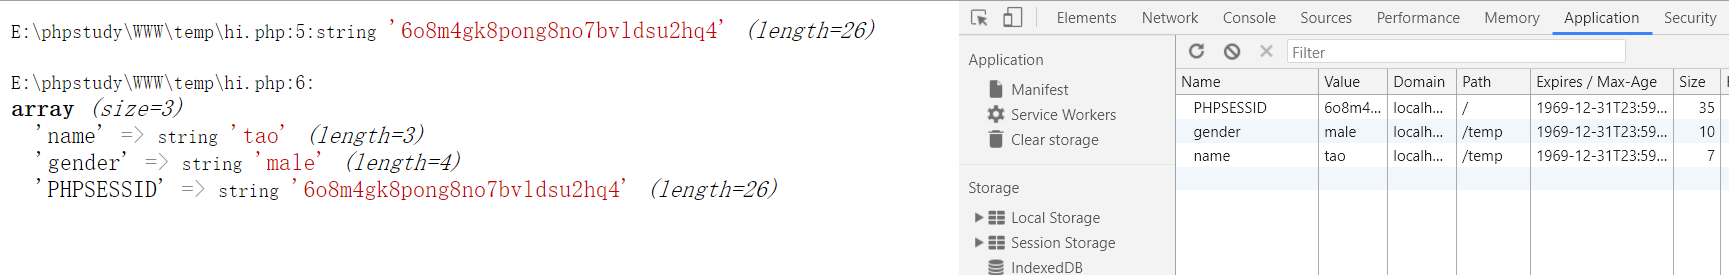 E:\phpstudy\WWW\temp\hi.php:5:string '6o8m4gk8pong8no7bvldsu2hq4' (length=26)
E:\phpstudy\WWW\temp\hi.php:6:
array (size=3)
'name' => string 'tao' (length=3)
'gender' => string 'male' (length=4)
'PHPSESSID' => string '6o8m4gk8pong8no7bvldsu2hq4' (length=26)
Elements Network Console Sources Performance Memory Application Security
Application
Manifest
Service Workers
Clear storage
Storage
Local Storage
Session Storage
IndexedDB
Filter
Name Value Domain Path Expires / Max-Age Size
PHPSESSID 6o8m4... localh... / 1969-12-31T23:59... 35
gender male localh... /temp 1969-12-31T23:59... 10
name tao localh... /temp 1969-12-31T23:59... 7